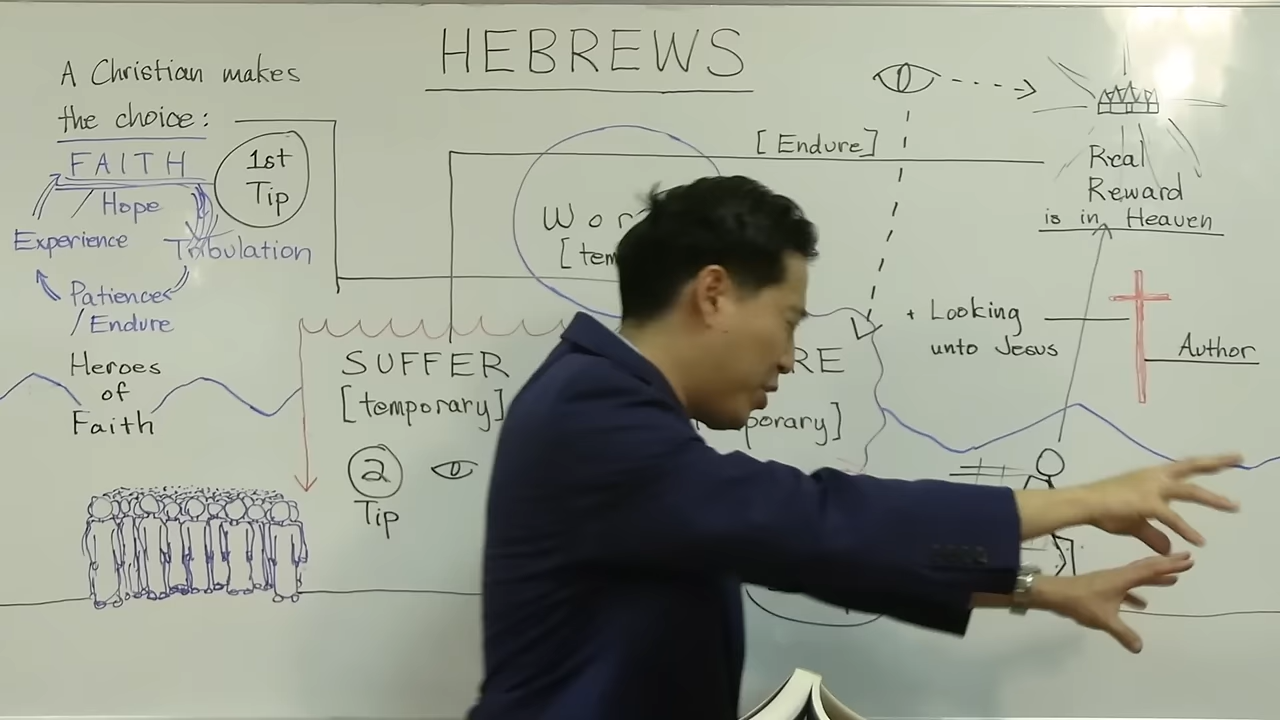 HEBREWS
A Christian makes
the choice:
FAITH
/ Hope
Experience
Tribulation
Patience
/ Endure
1st
Tip
Heroes
of
Faith
[Endure]
SUFFER
[temporary]
2
Tip
Real
Reward
is in Heaven
+ Looking
unto Jesus
Author